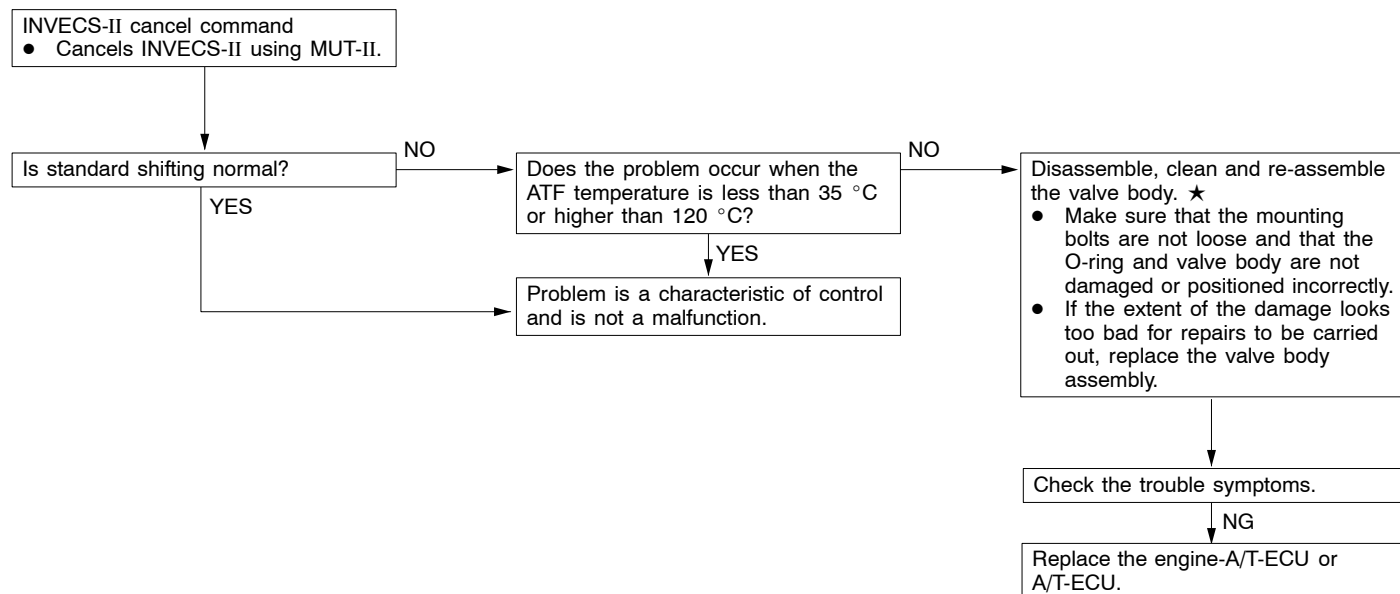 INVECS-II cancel command
● Cancels INVECS-II using MUT-II.
Is standard shifting normal?
NO
YES
Does the problem occur when the
ATF temperature is less than 35 °C
or higher than 120 °C?
NO
YES
Problem is a characteristic of control
and is not a malfunction.
Disassemble, clean and re-assemble
the valve body. ★
● Make sure that the mounting
bolts are not loose and that the
O-ring and valve body are not
damaged or positioned incorrectly.
● If the extent of the damage looks
too bad for repairs to be carried
out, replace the valve body
assembly.
Check the trouble symptoms.
NG
Replace the engine-A/T-ECU or
A/T-ECU.